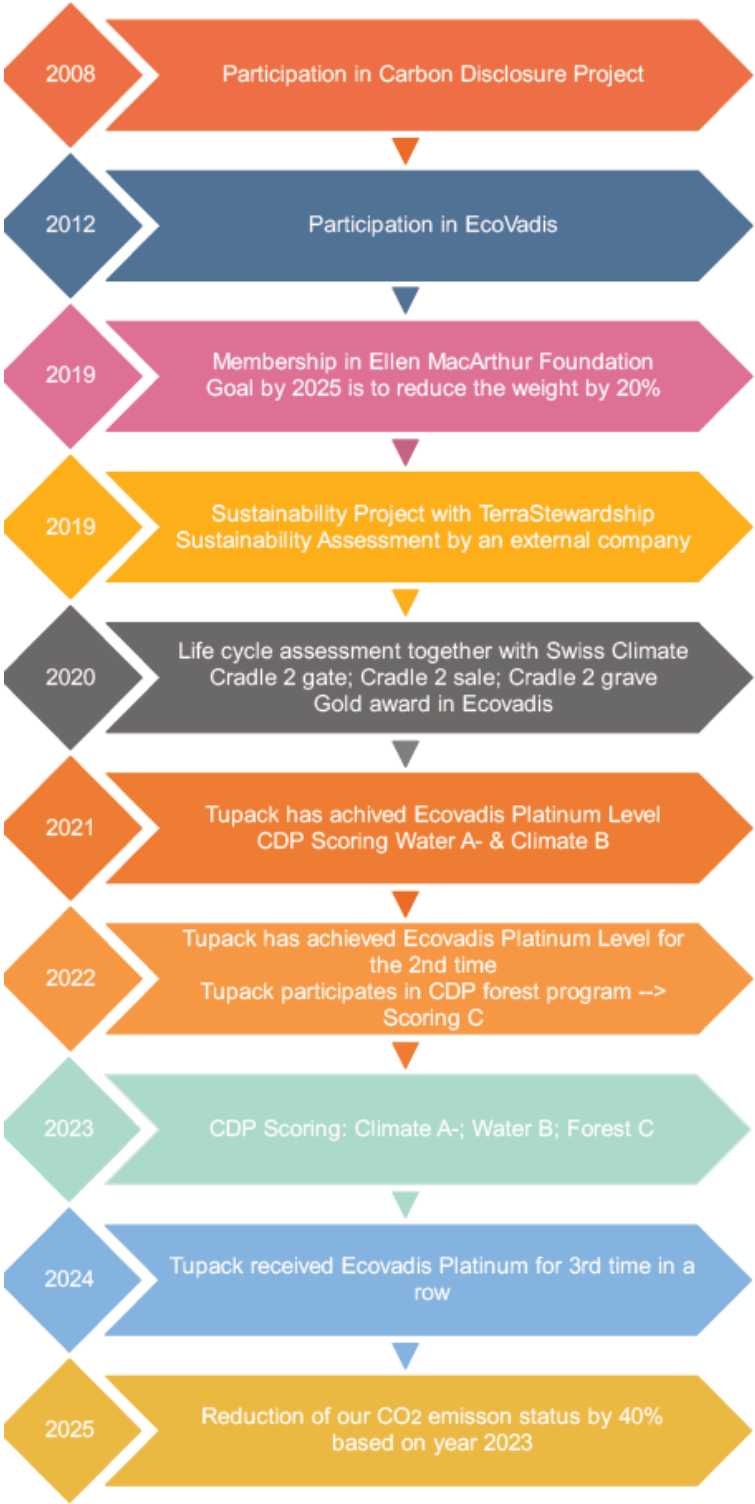 2008
Participation in Carbon Disclosure Project
2012
Participation in EcoVadis
2019
Membership in Ellen MacArthur Foundation
Goal by 2025 is to reduce the weight by 20%
2019
Sustainability Project with TerraStewardship
Sustainability Assessment by an external company
2020
Life cycle assessment together with Swiss Climate
Cradle 2 gate; Cradle 2 sale; Cradle 2 grave
Gold award in Ecovadis
2021
Tupack has achived Ecovadis Platinum Level
CDP Scoring Water A- & Climate B
2022
Tupack has achieved Ecovadis Platinum Level for
the 2nd time
Tupack participates in CDP forest program -->
Scoring C
2023
CDP Scoring: Climate A-; Water B; Forest C
2024
Tupack received Ecovadis Platinum for 3rd time in a
row
2025
Reduction of our CO2 emisson status by 40%
based on year 2023